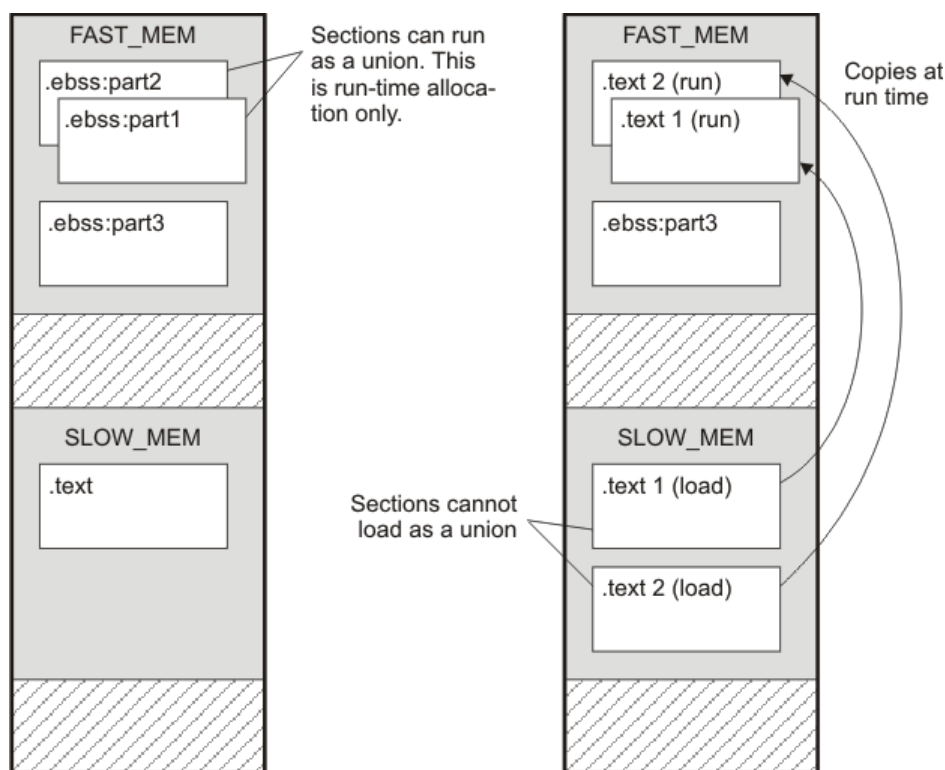 FAST_MEM
.ebss:part2
.ebss:part1
.ebss:part3
Sections can run
as a union. This
is run-time alloca-
tion only.
SLOW_MEM
.text
FAST_MEM
.text 2 (run)
.text 1 (run)
.ebss:part3
Copies at
run time
SLOW_MEM
.text 1 (load)
.text 2 (load)
Sections cannot
load as a union